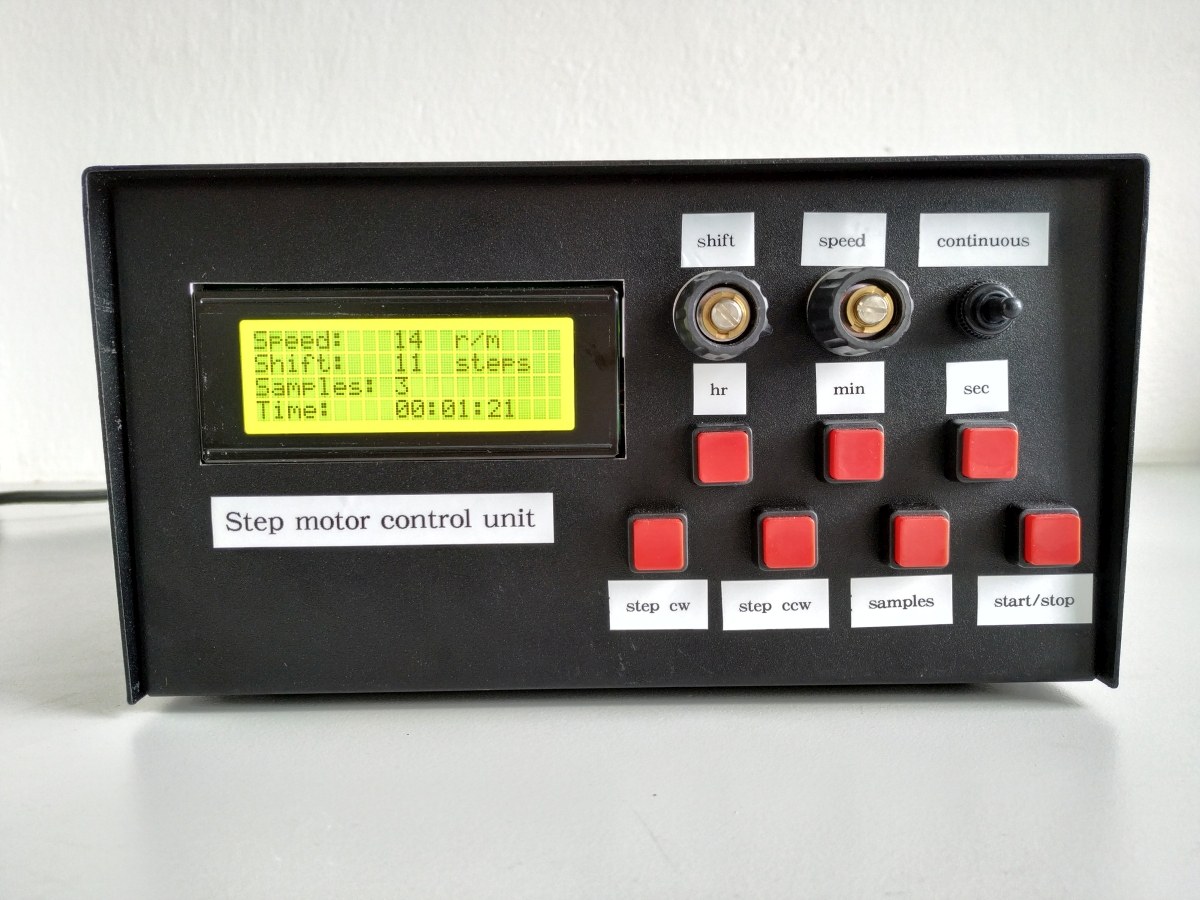 Speed: 14 r/m
Shift: 11 steps
Samples: 3
Time: 00:01:21
Step motor control unit
shift speed continuous
hr min sec
step cw step ccw samples start/stop